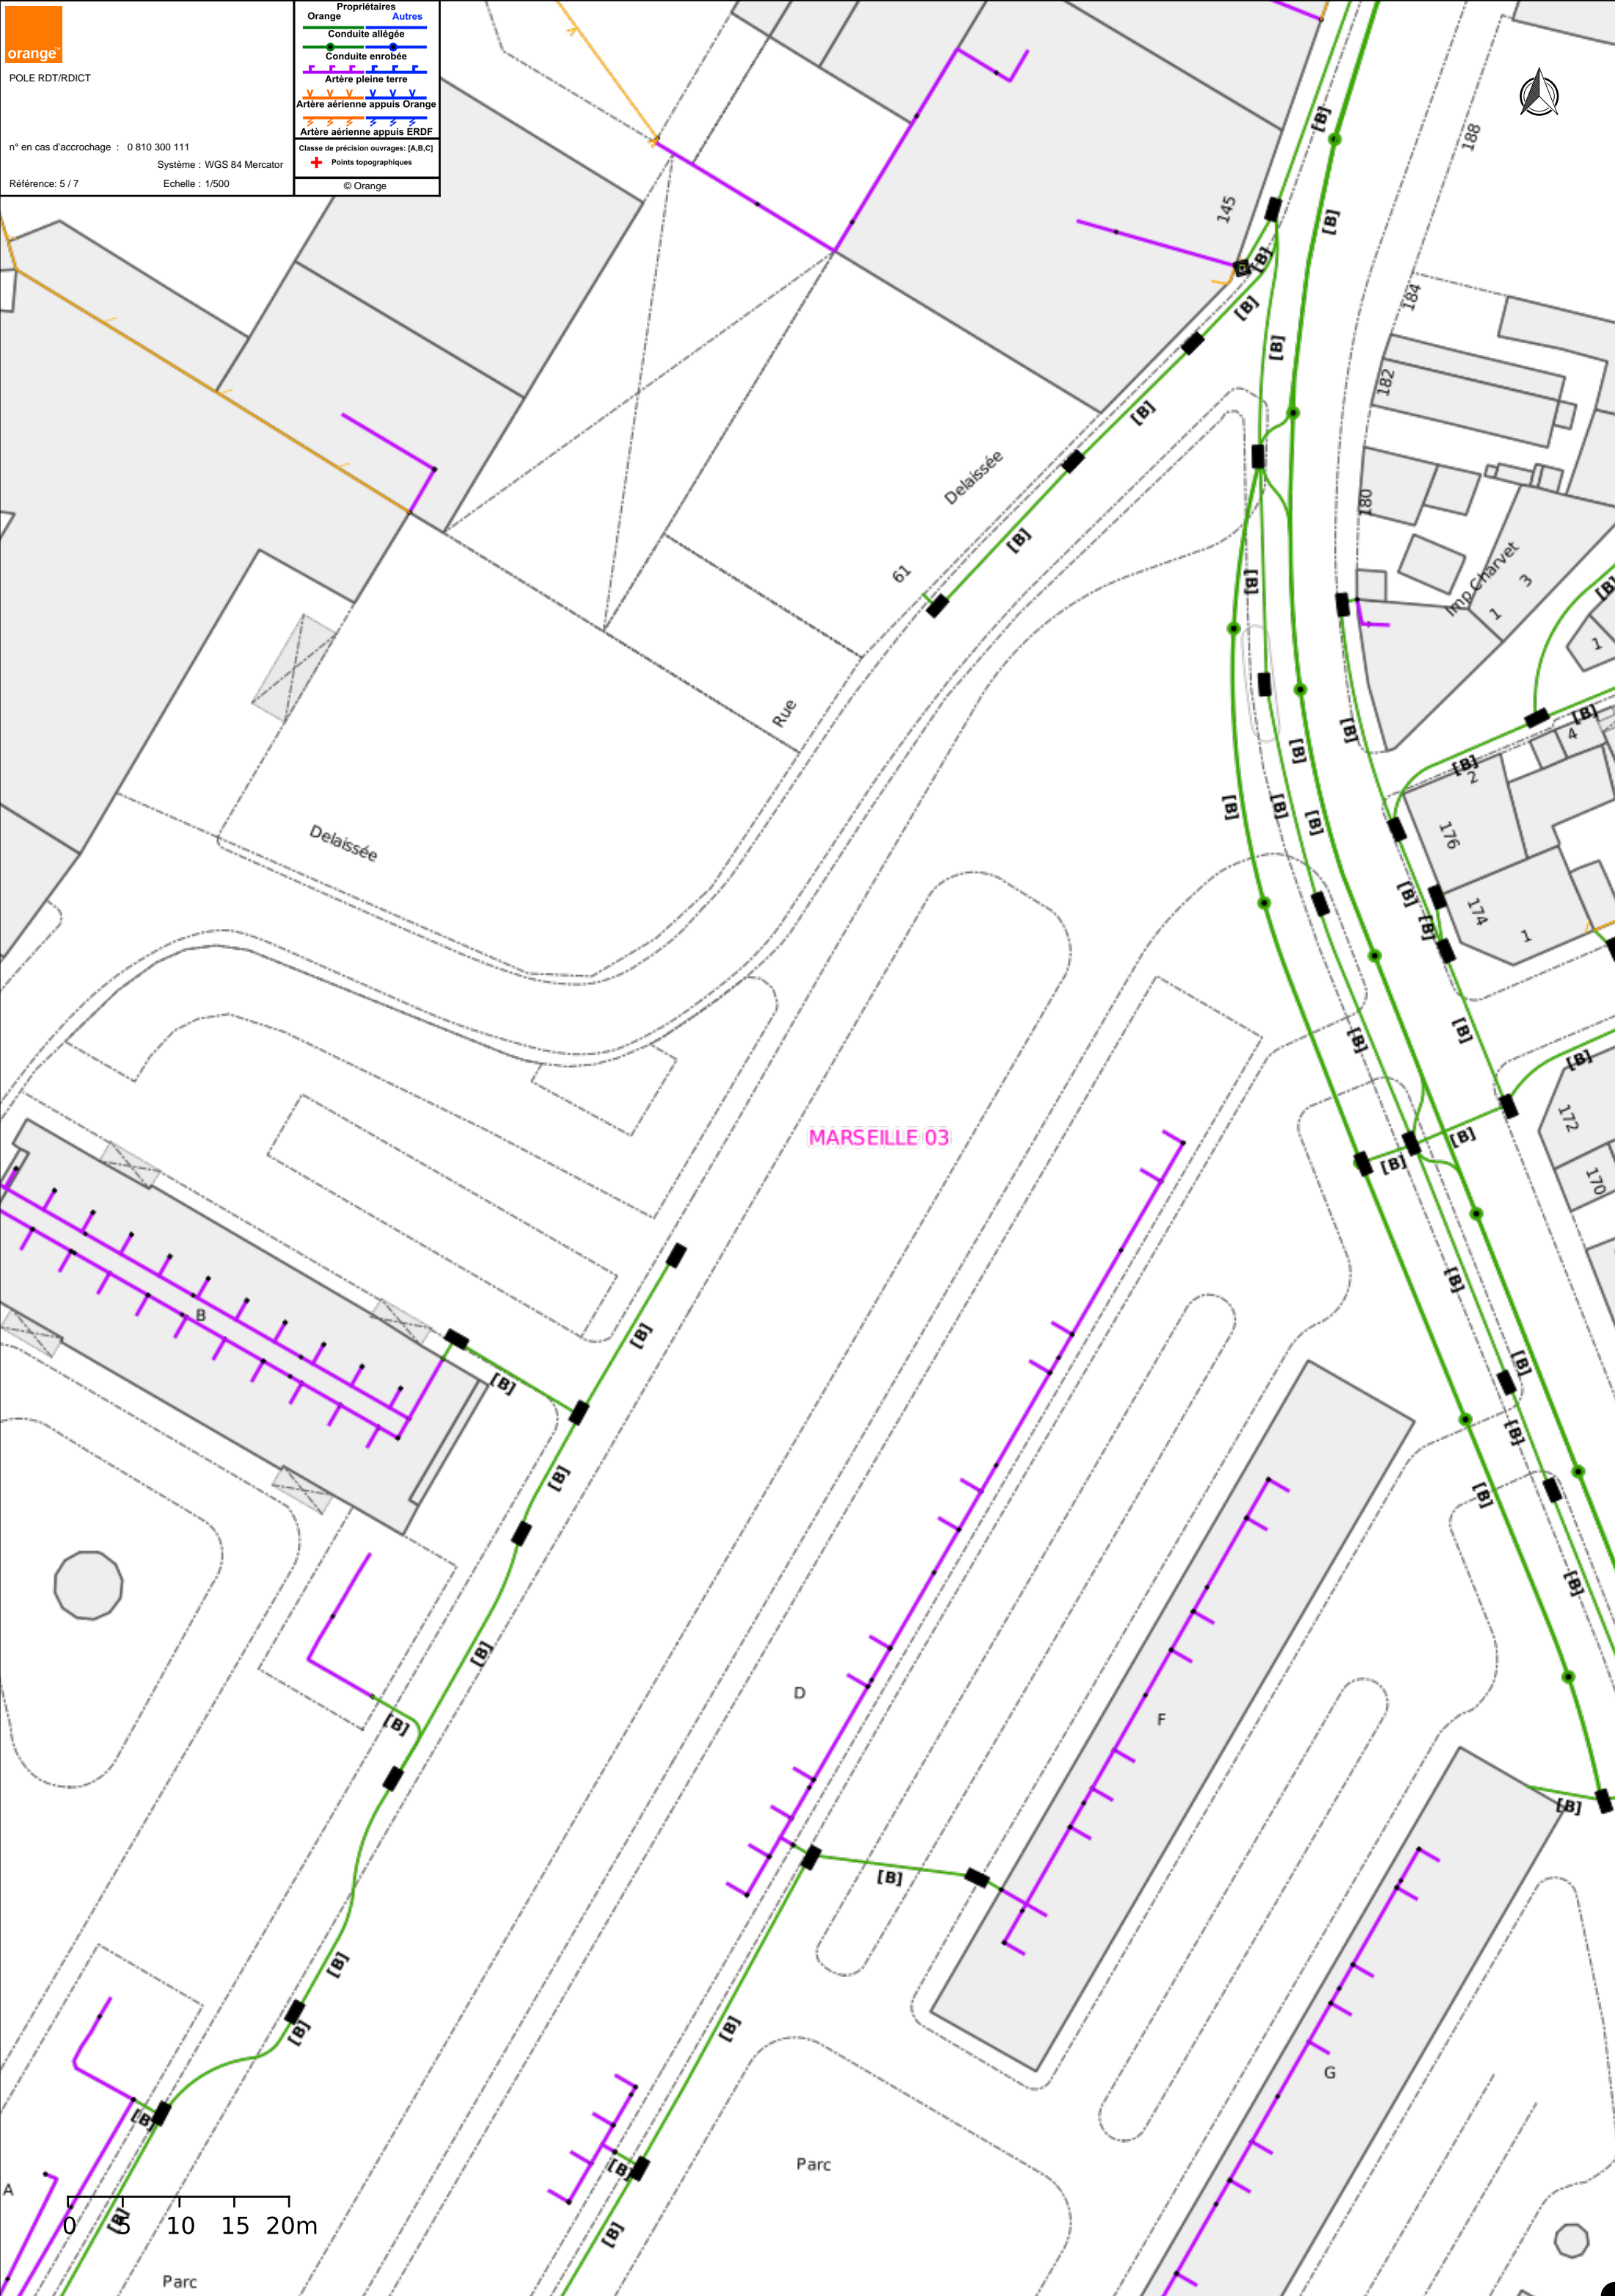 orange™
POLE RDT/RDICT
n° en cas d'accrochage : 0 810 300 111
Système : WGS 84 Mercator
Référence: 5 / 7
Echelle : 1/500
Propriétaires
Orange
Autres
Conduite allégée
Conduite enrobée
Artère pleine terre
Artère aérienne appuis Orange
Artère aérienne appuis ERDF
Classe de précision ouvrages: [A,B,C]
Points topographiques
© Orange
188
[B]
145
[B]
[B]
184
[B]
[B]
182
[B]
Delaissée
180
[B]
61
[B]
Imp Charvet
3
1
[B]
1
Rue
[B]
[B]
4
[B]
[B]
2
[B]
[B]
[B]
176
Delaissée
[B]
174
[B]
1
[B]
[B]
[B]
172
MARSEILLE 03
[B]
[B]
170
[B]
B
[B]
[B]
[B]
[B]
[B]
[B]
[B]
[B]
D
F
[B]
[B]
[B]
[B]
[B]
[B]
G
[B]
Parc
[B]
A
[B]
[B]
0 5 10 15 20m
Parc